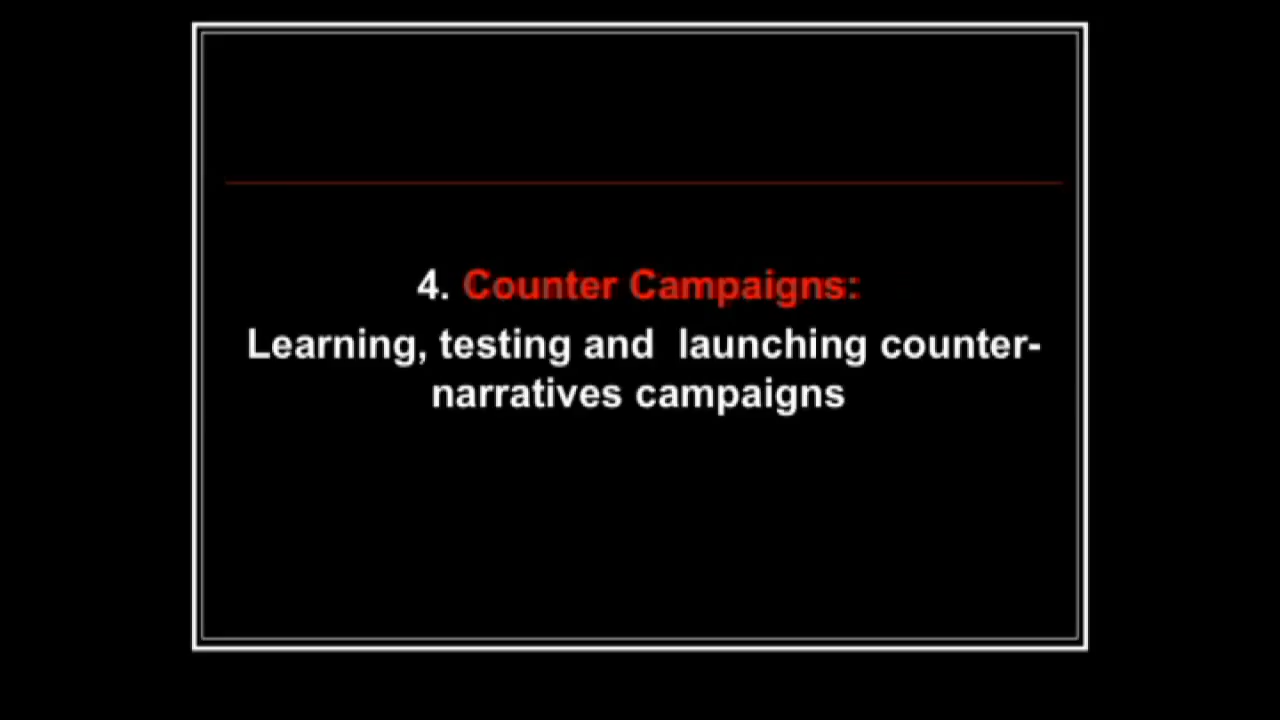 4. Counter Campaigns:
Learning, testing and launching counter-
narratives campaigns